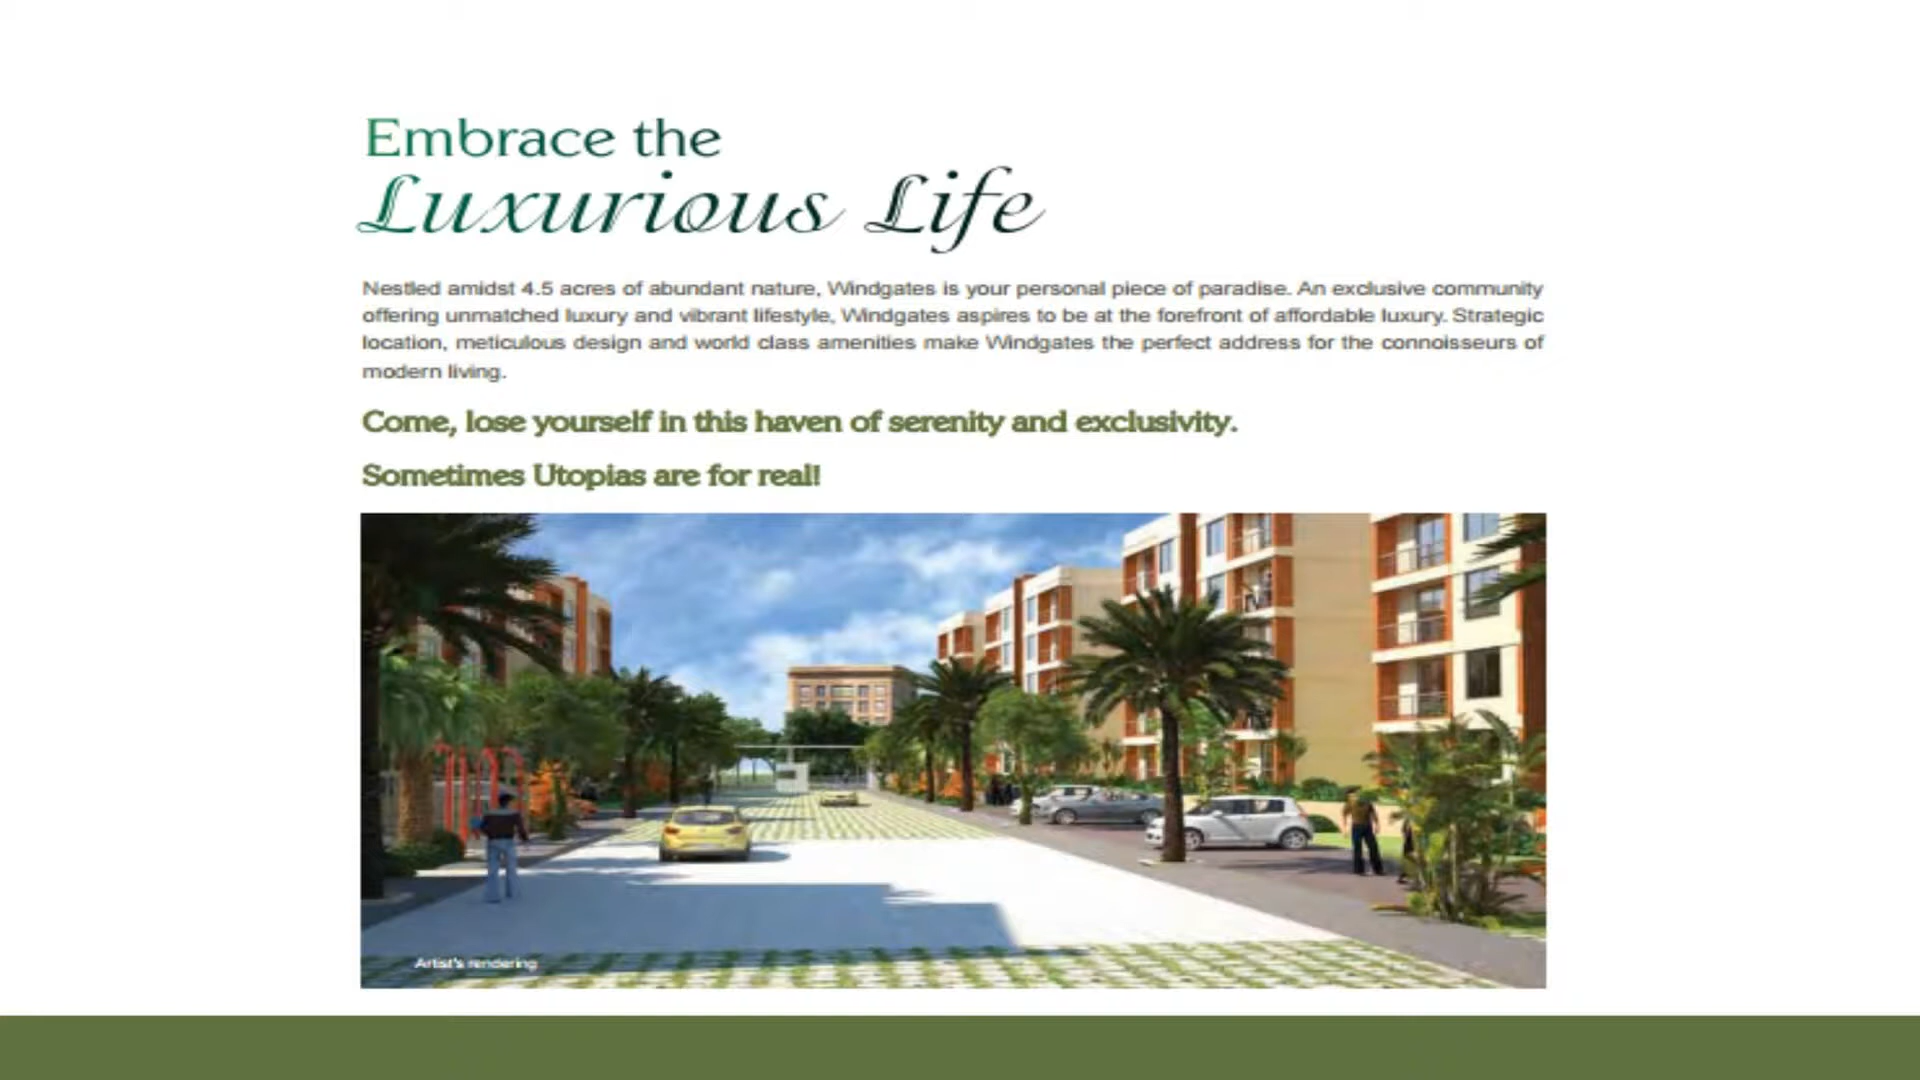 Embrace the
Luxurious Life
Nestled amidst 4.5 acres of abundant nature, Windgates is your personal piece of paradise. An exclusive community
offering unmatched luxury and vibrant lifestyle, Windgates aspires to be at the forefront of affordable luxury. Strategic
location, meticulous design and world class amenities make Windgates the perfect address for the connoisseurs of
modern living.
Come, lose yourself in this haven of serenity and exclusivity.
Sometimes Utopias are for real!
Artist's rendering